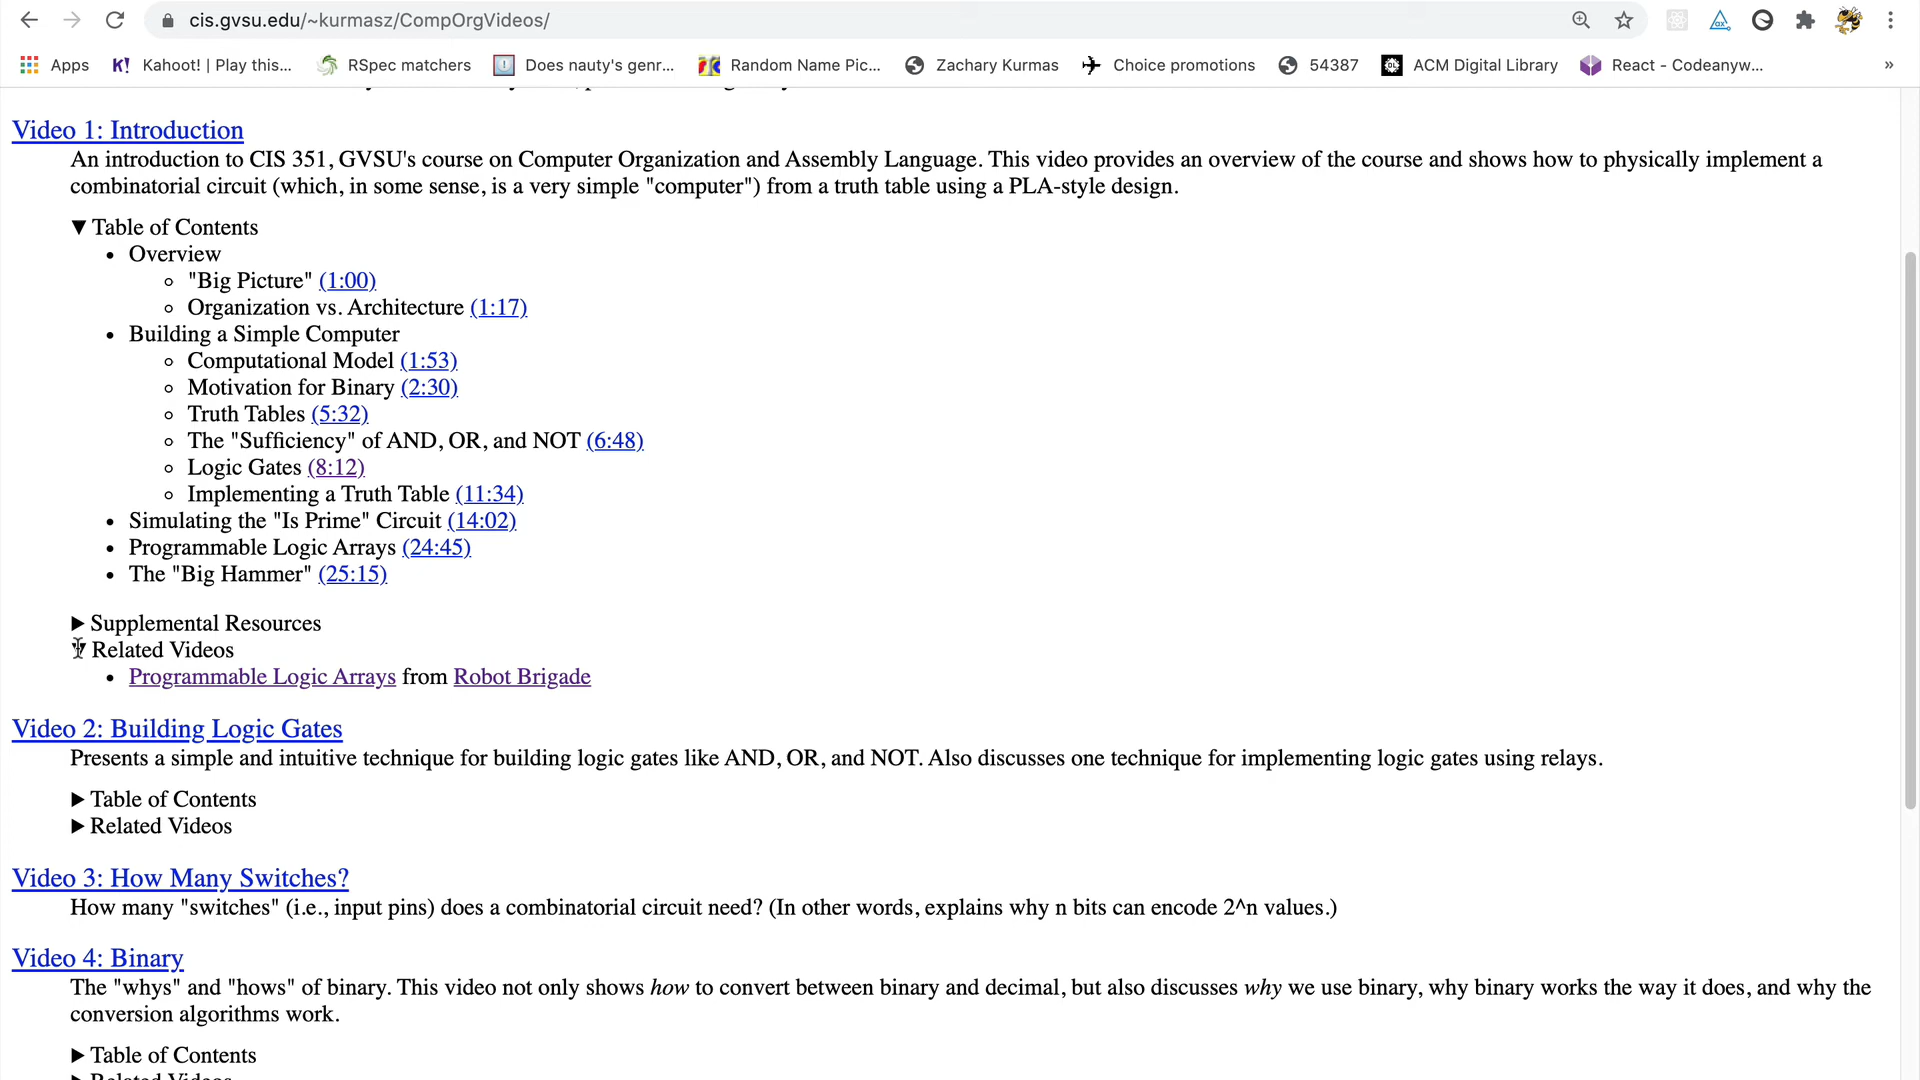 cis.gvsu.edu/~kurmasz/CompOrgVideos/
Apps
Kahoot! | Play this...
RSpec matchers
Does nauty's genr...
Random Name Pic...
Zachary Kurmas
Choice promotions
54387
ACM Digital Library
React - Codeanyw...
»
Video 1: Introduction
An introduction to CIS 351, GVSU's course on Computer Organization and Assembly Language. This video provides an overview of the course and shows how to physically implement a
combinatorial circuit (which, in some sense, is a very simple "computer") from a truth table using a PLA-style design.
▼ Table of Contents
• Overview
◦ "Big Picture" (1:00)
◦ Organization vs. Architecture (1:17)
• Building a Simple Computer
◦ Computational Model (1:53)
◦ Motivation for Binary (2:30)
◦ Truth Tables (5:32)
◦ The "Sufficiency" of AND, OR, and NOT (6:48)
◦ Logic Gates (8:12)
◦ Implementing a Truth Table (11:34)
• Simulating the "Is Prime" Circuit (14:02)
• Programmable Logic Arrays (24:45)
• The "Big Hammer" (25:15)
▶ Supplemental Resources
▼ Related Videos
• Programmable Logic Arrays from Robot Brigade
Video 2: Building Logic Gates
Presents a simple and intuitive technique for building logic gates like AND, OR, and NOT. Also discusses one technique for implementing logic gates using relays.
▶ Table of Contents
▶ Related Videos
Video 3: How Many Switches?
How many "switches" (i.e., input pins) does a combinatorial circuit need? (In other words, explains why n bits can encode 2^n values.)
Video 4: Binary
The "whys" and "hows" of binary. This video not only shows how to convert between binary and decimal, but also discusses why we use binary, why binary works the way it does, and why the
conversion algorithms work.
▶ Table of Contents
▶ Related Videos